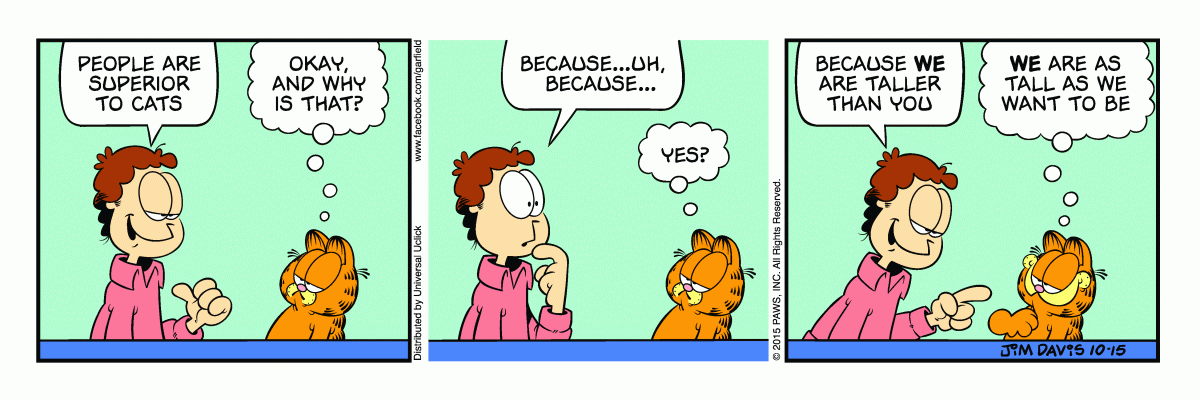 PEOPLE ARE
SUPERIOR
TO CATS
OKAY,
AND WHY
IS THAT?
www.facebook.com/garfield
Distributed by Universal Uclick
BECAUSE...UH,
BECAUSE...
YES?
© 2015 PAWS, INC. All Rights Reserved.
BECAUSE WE
ARE TALLER
THAN YOU
WE ARE AS
TALL AS WE
WANT TO BE
JIM DAVIS 10-15